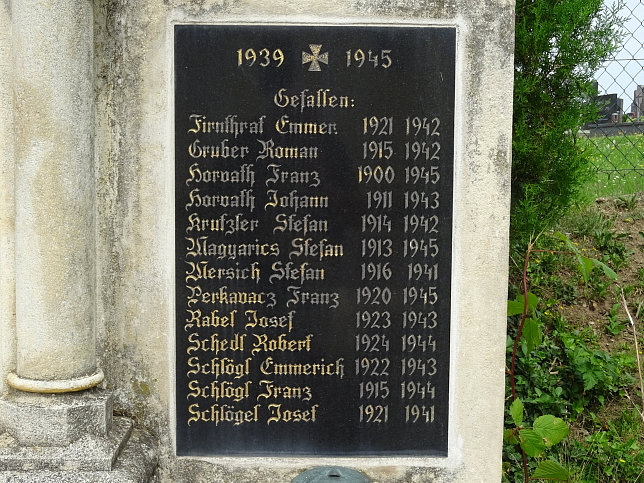 1939 1945
Gefallen:
Firnthrat Emmer. 1921 1942
Gruber Roman 1915 1942
Horvath Franz 1900 1945
Horvath Johann 1911 1943
Krutzler Stefan 1914 1942
Magyarics Stefan 1913 1945
Mersich Stefan 1916 1941
Perkavacz Franz 1920 1945
Rabel Josef 1923 1943
Schedl Robert 1924 1944
Schlögl Emmerich 1922 1943
Schlögl Franz 1915 1944
Schlögel Josef 1921 1941